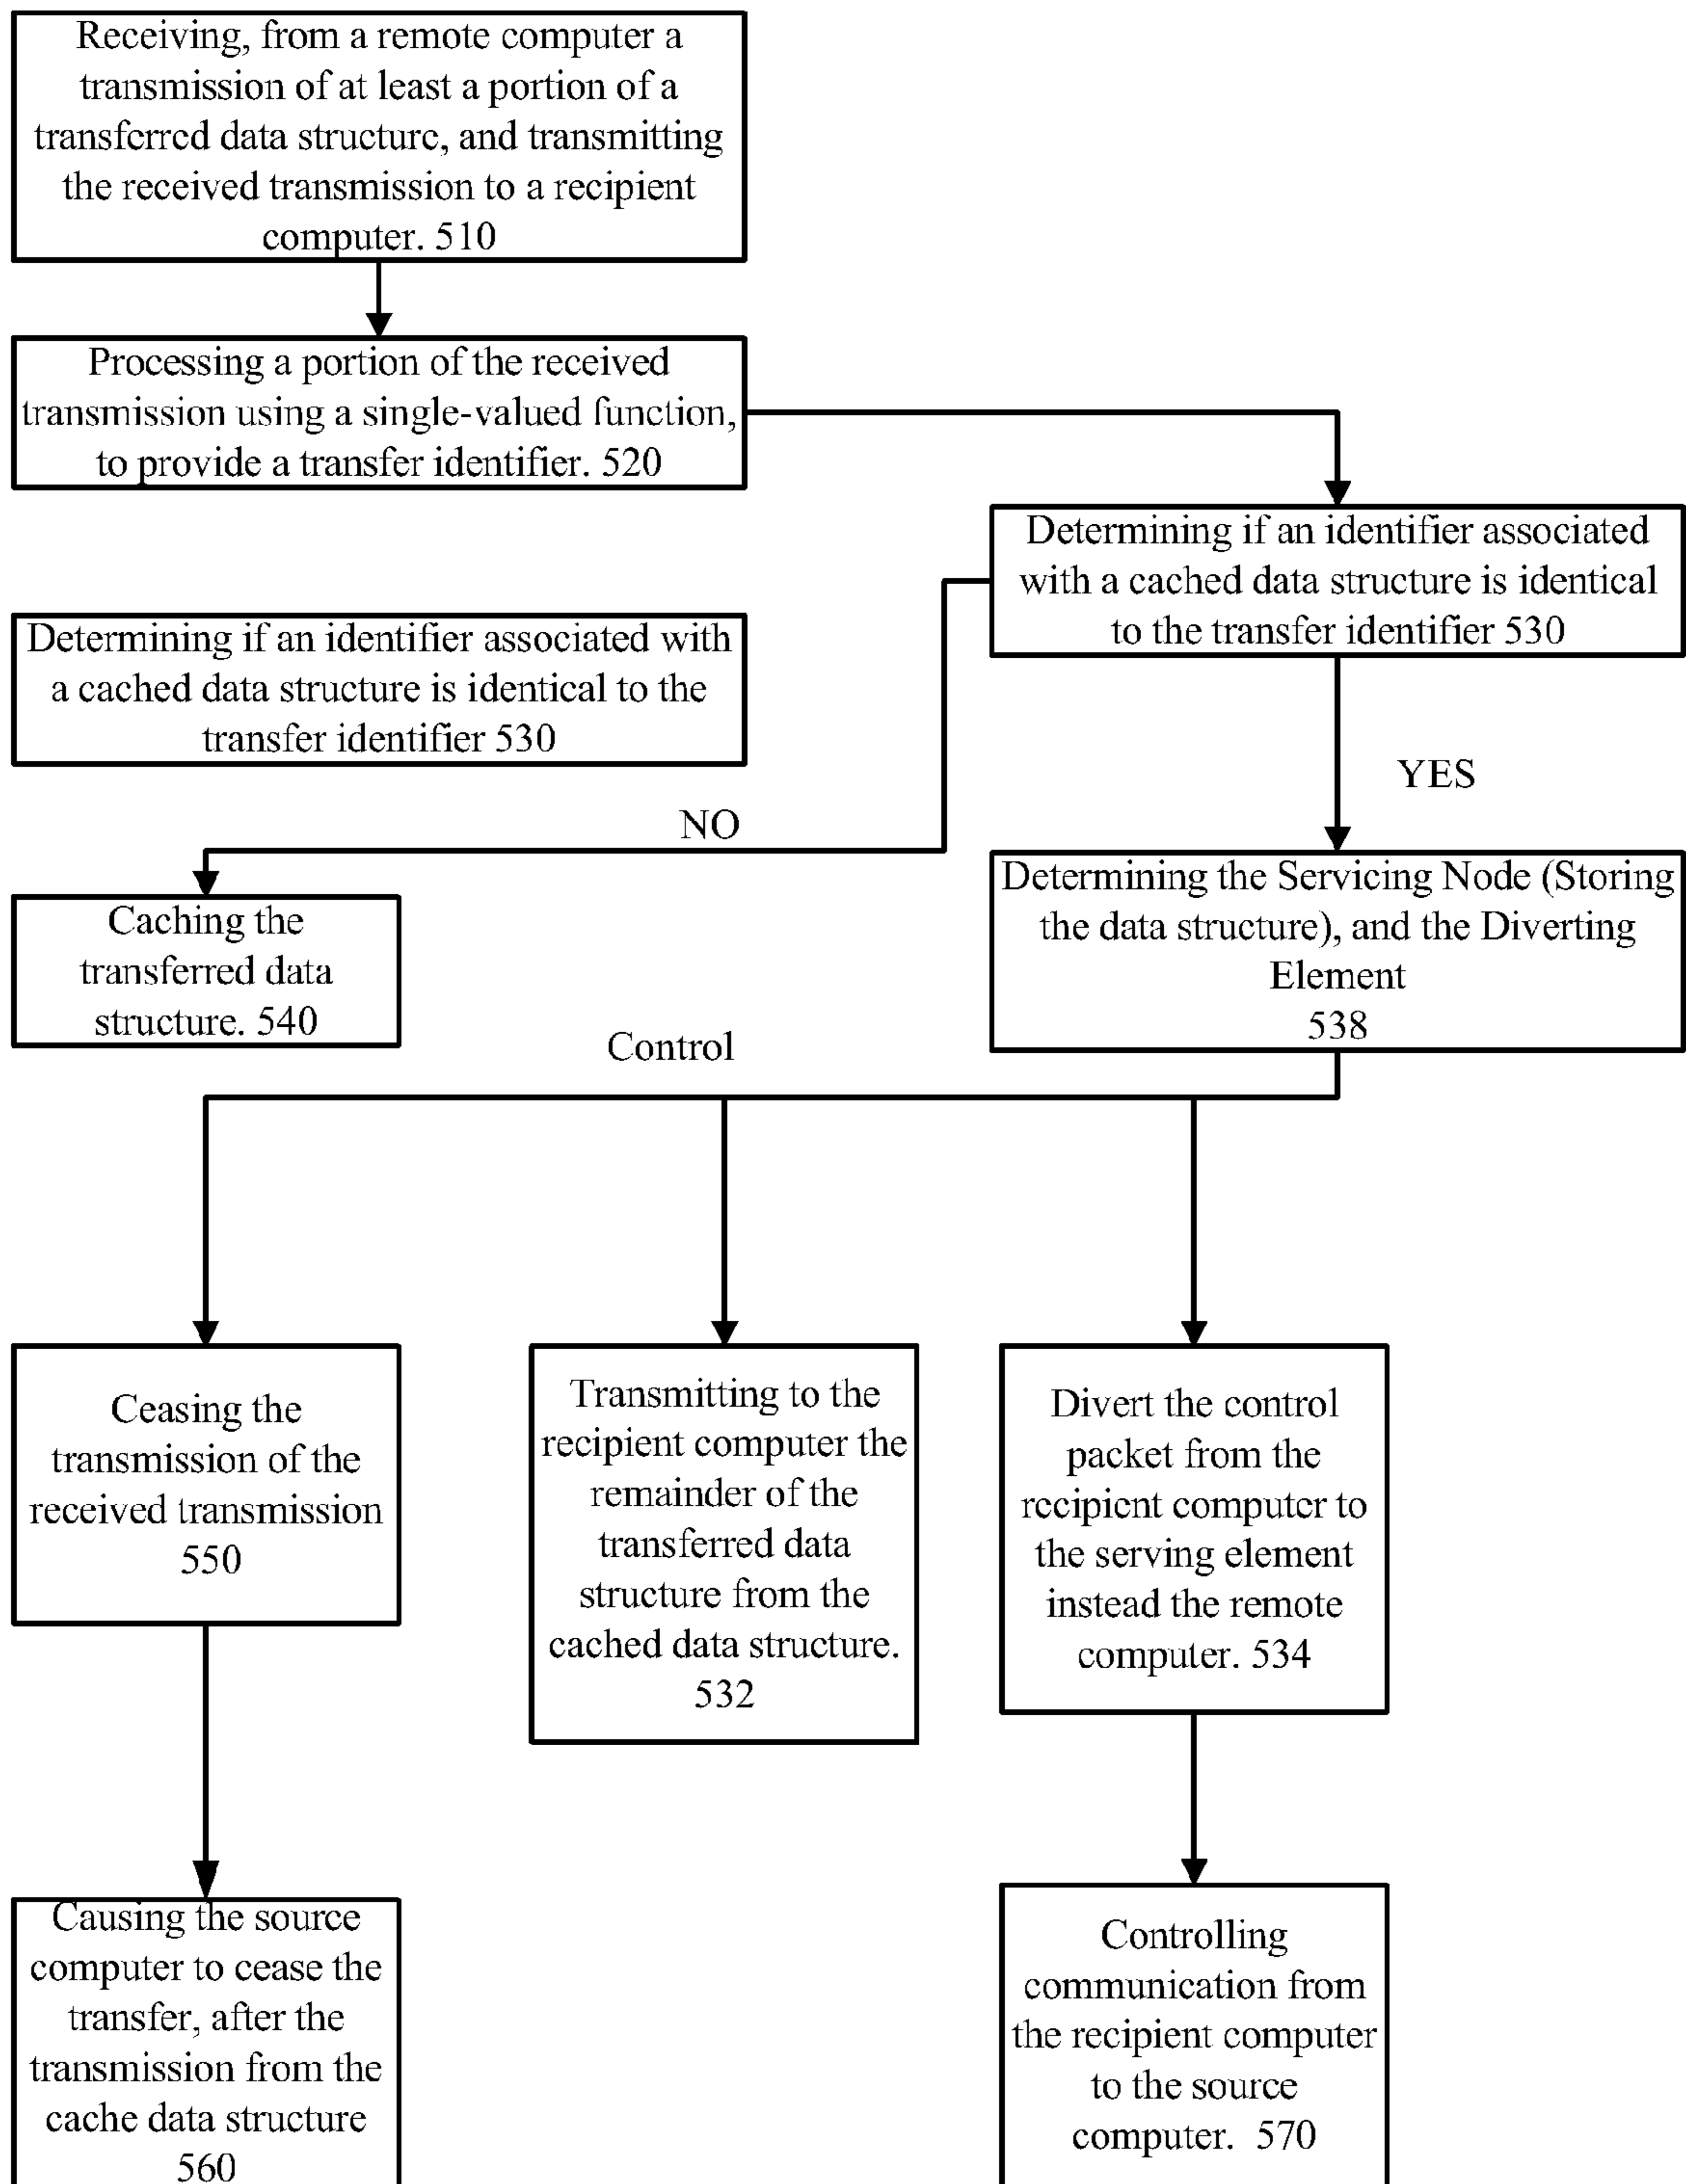 Receiving, from a remote computer a
transmission of at least a portion of a
transferred data structure, and transmitting
the received transmission to a recipient
computer. 510
Processing a portion of the received
transmission using a single-valued function,
to provide a transfer identifier. 520
Determining if an identifier associated
with a cached data structure is identical
to the transfer identifier 530
Determining if an identifier associated with
a cached data structure is identical to the
transfer identifier 530
YES
NO
Determining the Servicing Node (Storing
the data structure), and the Diverting
Element
538
Caching the
transferred data
structure. 540
Control
Ceasing the
transmission of the
received transmission
550
Transmitting to the
recipient computer the
remainder of the
transferred data
structure from the
cached data structure.
532
Divert the control
packet from the
recipient computer to
the serving element
instead the remote
computer. 534
Causing the source
computer to cease the
transfer, after the
transmission from the
cache data structure
560
Controlling
communication from
the recipient computer
to the source
computer. 570